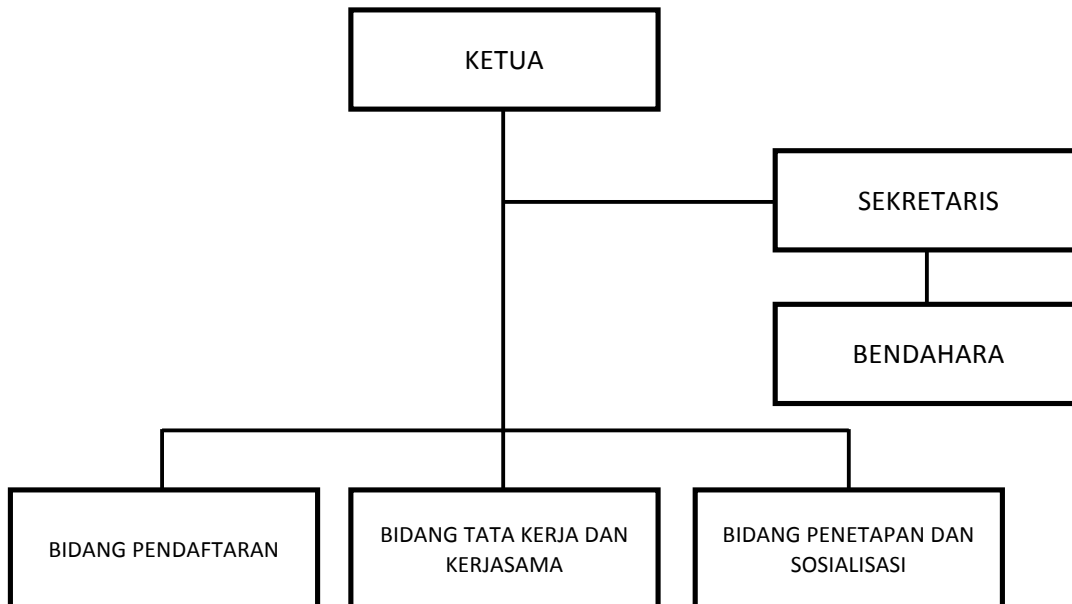 KETUA
SEKRETARIS
BENDAHARA
BIDANG PENDAFTARAN
BIDANG TATA KERJA DAN
KERJASAMA
BIDANG PENETAPAN DAN
SOSIALISASI